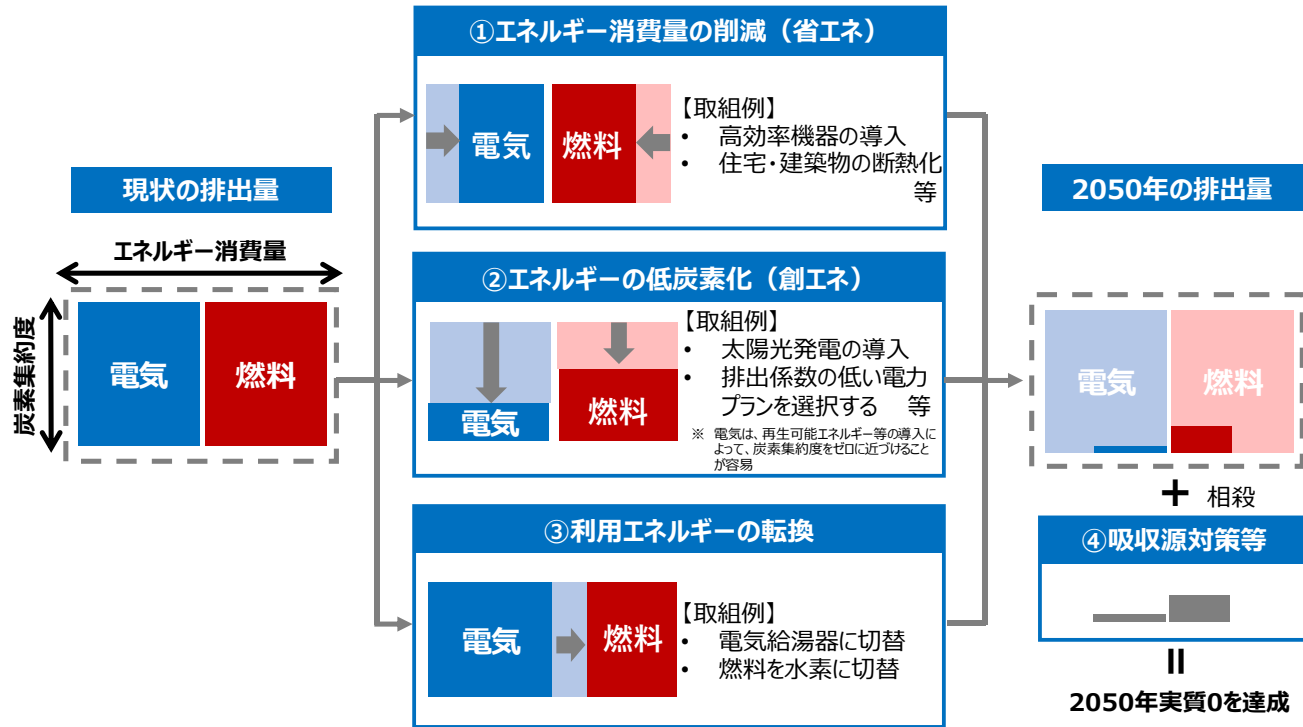 現状の排出量
エネルギー消費量
炭素集約度
電気
燃料
①エネルギー消費量の削減（省エネ）
電気
燃料
【取組例】
• 高効率機器の導入
• 住宅・建築物の断熱化
等
②エネルギーの低炭素化（創エネ）
電気
燃料
【取組例】
• 太陽光発電の導入
• 排出係数の低い電力
プランを選択する 等
※ 電気は、再生可能エネルギー等の導入に
よって、炭素集約度をゼロに近づけること
が容易
③利用エネルギーの転換
電気
燃料
【取組例】
• 電気給湯器に切替
• 燃料を水素に切替
2050年の排出量
電気
燃料
+ 相殺
④吸収源対策等
=
2050年実質0を達成